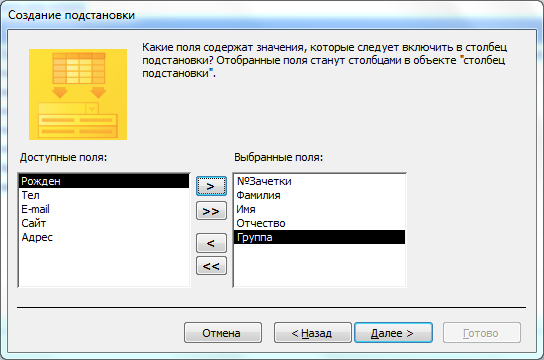 Создание подстановки
Какие поля содержат значения, которые следует включить в столбец
подстановки? Отобранные поля станут столбцами в объекте "столбец
подстановки".
Доступные поля:
Выбранные поля:
Рожден
Тел
E-mail
Сайт
Адрес
>
>>
<
<<
№Зачетки
Фамилия
Имя
Отчество
Группа
Отмена
< Назад
Далее >
Готово